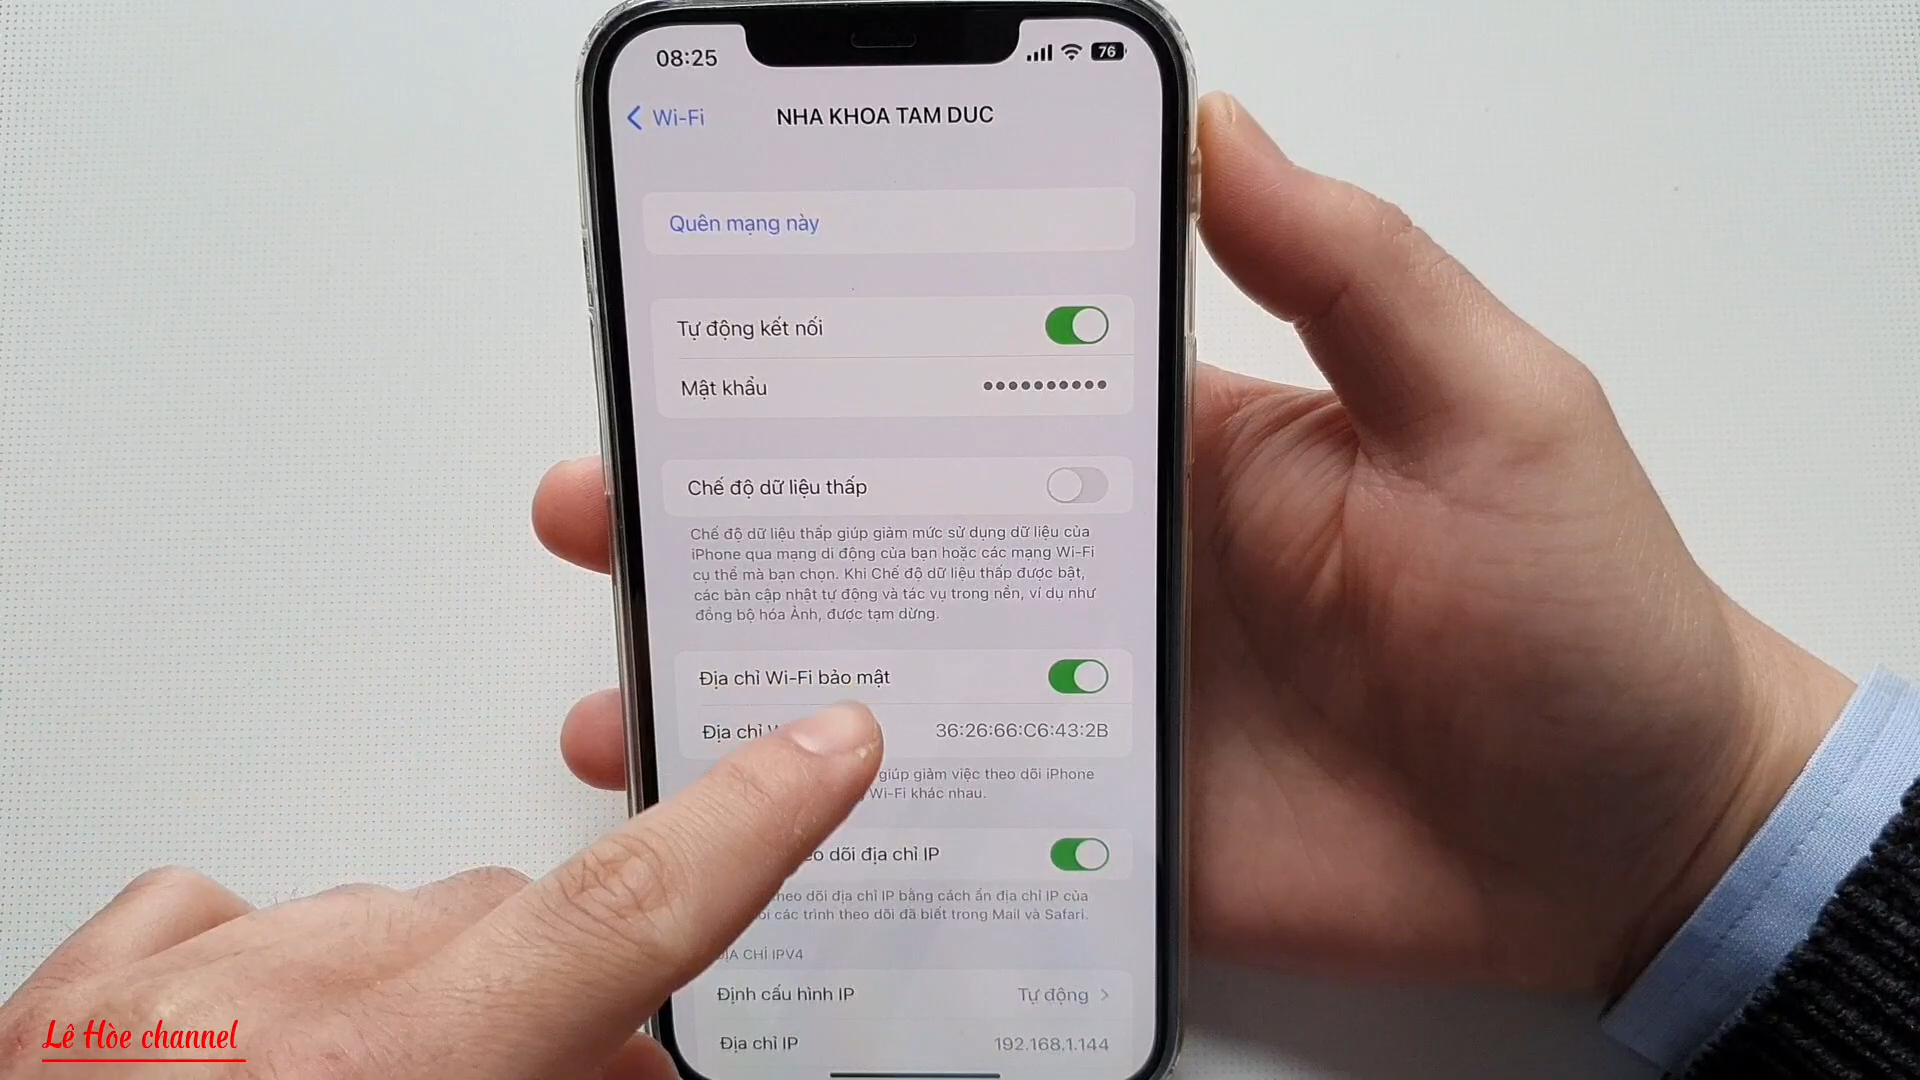 08:25
76
Wi-Fi
NHA KHOA TAM DUC
Quên mạng này
Tự động kết nối
Mật khẩu ••••••••••
Chế độ dữ liệu thấp
Chế độ dữ liệu thấp giúp giảm mức sử dụng dữ liệu của
iPhone qua mạng di động của bạn hoặc các mạng Wi-Fi
cụ thể mà bạn chọn. Khi Chế độ dữ liệu thấp được bật,
các bản cập nhật tự động và tác vụ trong nền, ví dụ như
đồng bộ hóa Ảnh, được tạm dừng.
Địa chỉ Wi-Fi bảo mật
Địa chỉ 36:26:66:C6:43:2B
giúp giảm việc theo dõi iPhone
Wi-Fi khác nhau.
dõi địa chỉ IP
theo dõi địa chỉ IP bằng cách ẩn địa chỉ IP của
các trình theo dõi đã biết trong Mail và Safari.
ĐỊA CHỈ IPV4
Định cấu hình IP Tự động
Địa chỉ IP 192.168.1.144
Lê Hòe channel